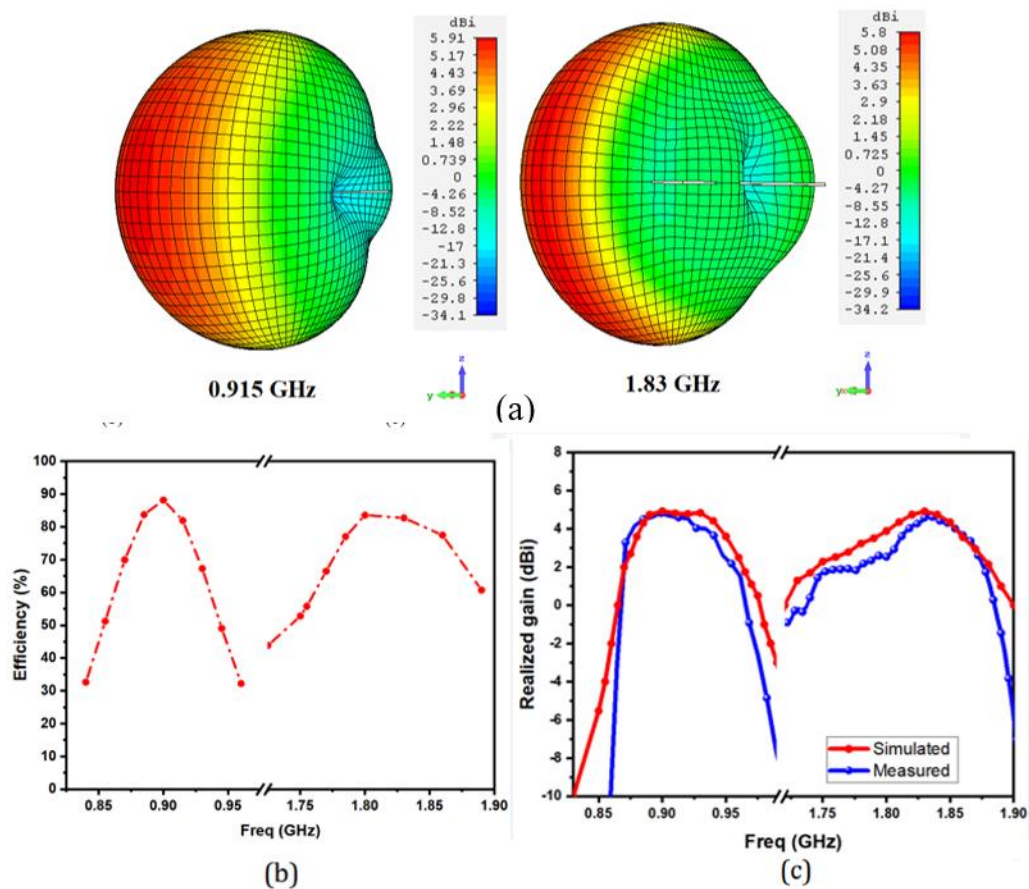 dBi
5.91
5.17
4.43
3.69
2.96
2.22
1.48
0.739
0
-4.26
-8.52
-12.8
-17
-21.3
-25.6
-29.8
-34.1
z
y
0.915 GHz
dBi
5.8
5.08
4.35
3.63
2.9
2.18
1.45
0.725
0
-4.27
-8.55
-12.8
-17.1
-21.4
-25.6
-29.9
-34.2
z
yx
1.83 GHz
(a)
100
90
80
70
60
50
40
30
20
10
0
Efficiency (%)
0.85 0.90 0.95 1.75 1.80 1.85 1.90
Freq (GHz)
(b)
8
6
4
2
0
-2
-4
-6
-8
-10
Realized gain (dBi)
Simulated
Measured
0.85 0.90 0.95 1.75 1.80 1.85 1.90
Freq (GHz)
(c)